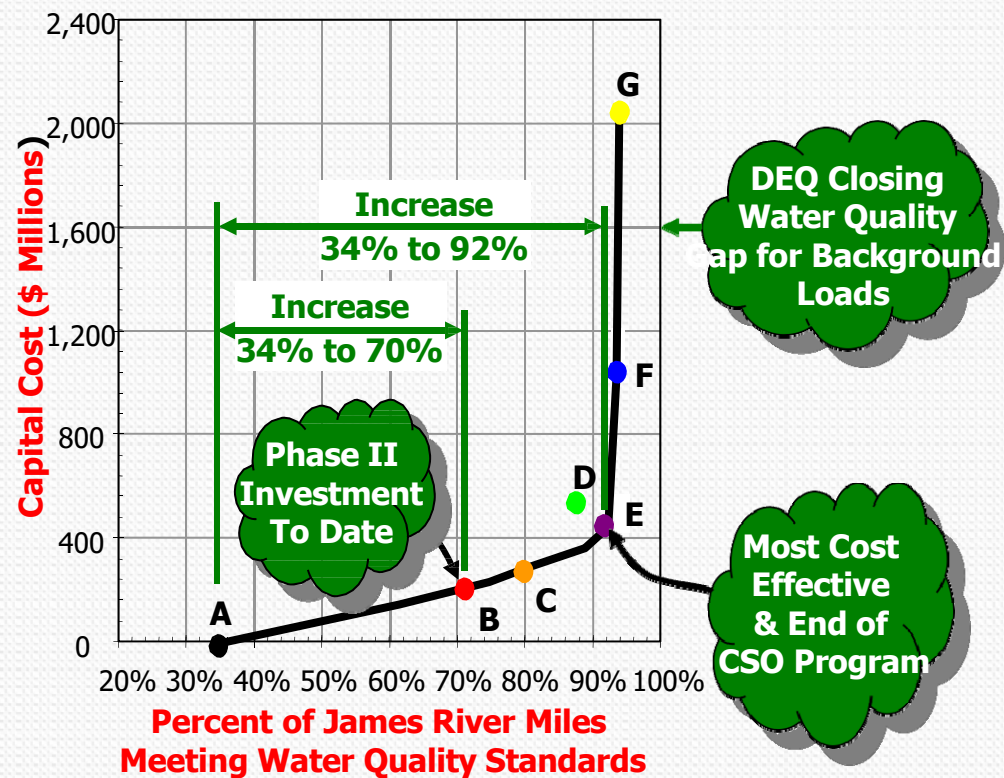 2,400
2,000
1,600
1,200
800
400
0
Capital Cost ($ Millions)
G
DEQ Closing
Water Quality
Gap for Background
Loads
Increase
34% to 92%
Increase
34% to 70%
F
Phase II
Investment
To Date
D
E
Most Cost
Effective
& End of
CSO Program
A
B
C
20% 30% 40% 50% 60% 70% 80% 90% 100%
Percent of James River Miles
Meeting Water Quality Standards